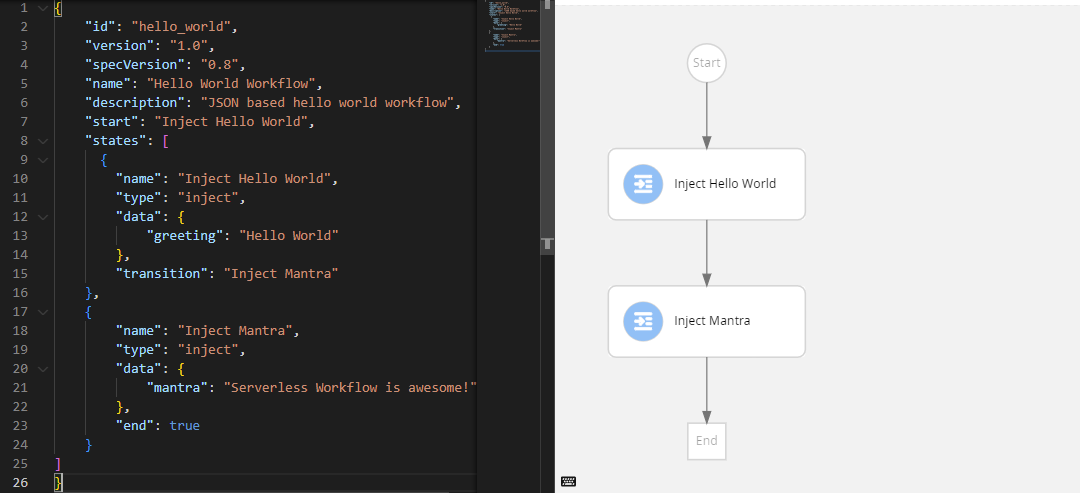 1 {
2 "id": "hello_world",
3 "version": "1.0",
4 "specVersion": "0.8",
5 "name": "Hello World Workflow",
6 "description": "JSON based hello world workflow",
7 "start": "Inject Hello World",
8 "states": [
9 {
10 "name": "Inject Hello World",
11 "type": "inject",
12 "data": {
13 "greeting": "Hello World"
14 },
15 "transition": "Inject Mantra"
16 },
17 {
18 "name": "Inject Mantra",
19 "type": "inject",
20 "data": {
21 "mantra": "Serverless Workflow is awesome!"
22 },
23 "end": true
24 }
25 ]
26 }
Start
Inject Hello World
Inject Mantra
End